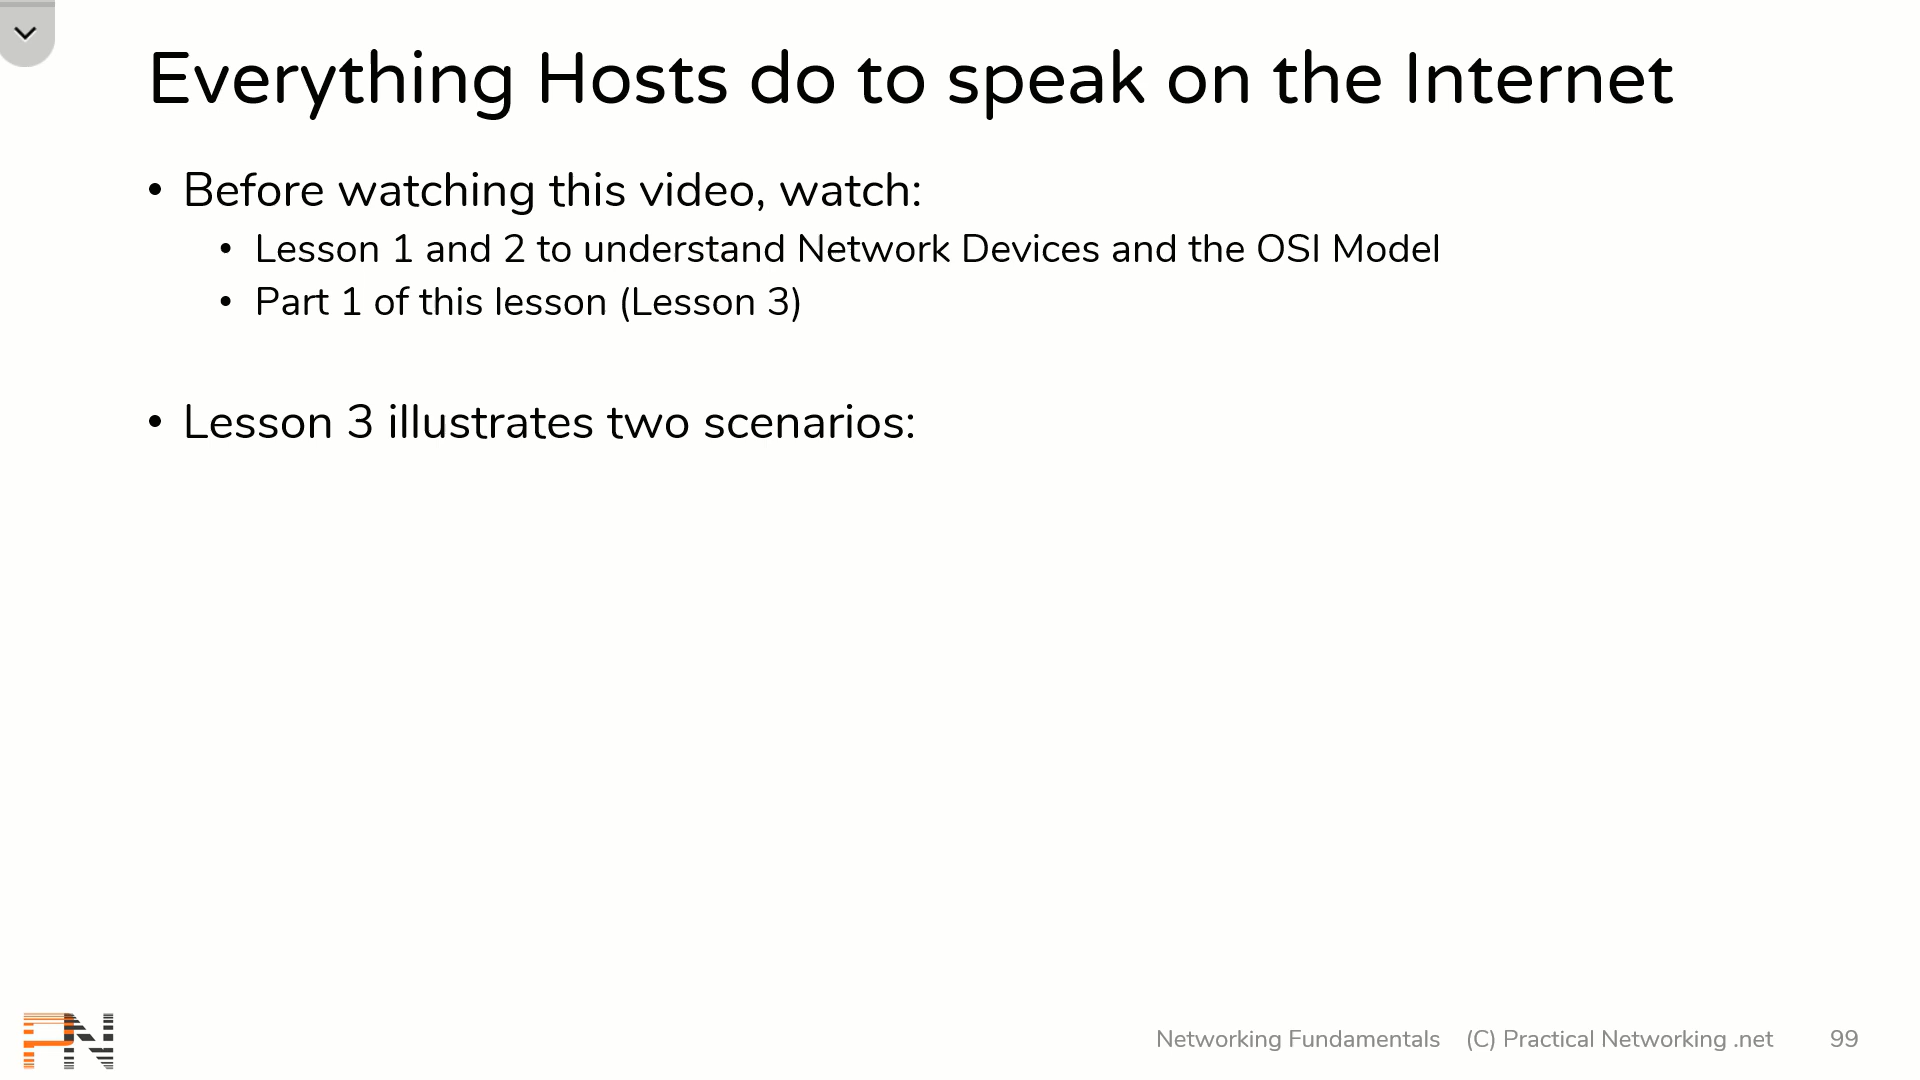 Everything Hosts do to speak on the Internet
• Before watching this video, watch:
• Lesson 1 and 2 to understand Network Devices and the OSI Model
• Part 1 of this lesson (Lesson 3)
• Lesson 3 illustrates two scenarios:
PN
Networking Fundamentals (C) Practical Networking .net 99